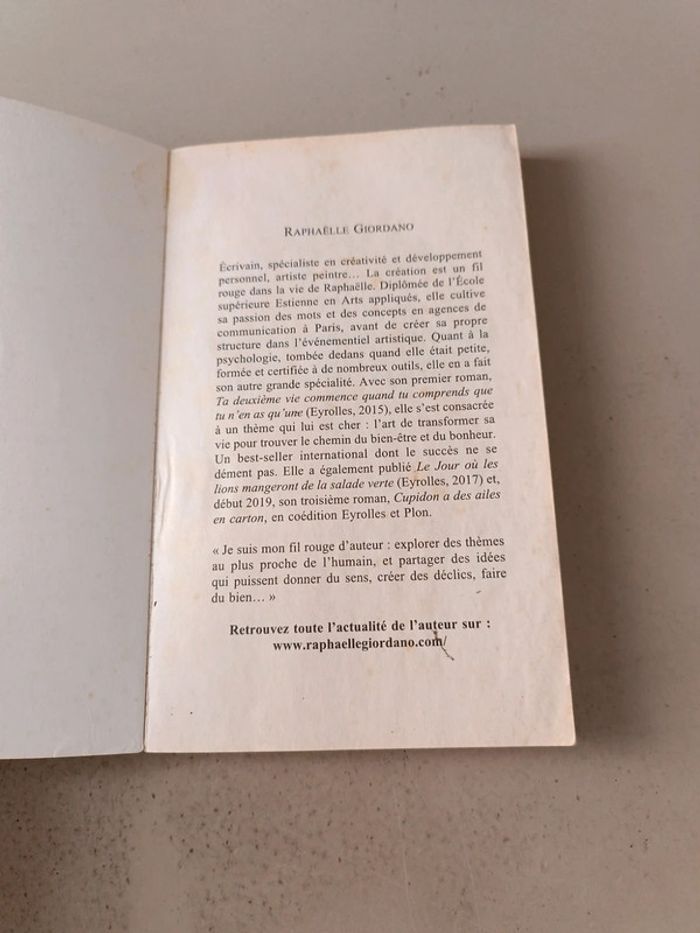 RAPHAËLLE GIORDANO
Écrivain, spécialiste en créativité et développement
personnel, artiste peintre... La création est un fil
rouge dans la vie de Raphaëlle. Diplômée de l'École
supérieure Estienne en Arts appliqués, elle cultive
sa passion des mots et des concepts en agences de
communication à Paris, avant de créer sa propre
structure dans l'événementiel artistique. Quant à la
psychologie, tombée dedans quand elle était petite,
formée et certifiée à de nombreux outils, elle en a fait
son autre grande spécialité. Avec son premier roman,
Ta deuxième vie commence quand tu comprends que
tu n'en as qu'une (Eyrolles, 2015), elle s'est consacrée
à un thème qui lui est cher : l'art de transformer sa
vie pour trouver le chemin du bien-être et du bonheur.
Un best-seller international dont le succès ne se
dément pas. Elle a également publié Le Jour où les
lions mangeront de la salade verte (Eyrolles, 2017) et,
début 2019, son troisième roman, Cupidon a des ailes
en carton, en coédition Eyrolles et Plon.
« Je suis mon fil rouge d'auteur : explorer des thèmes
au plus proche de l'humain, et partager des idées
qui puissent donner du sens, créer des déclics, faire
du bien... »
Retrouvez toute l'actualité de l'auteur sur :
www.raphaellegiordano.com/